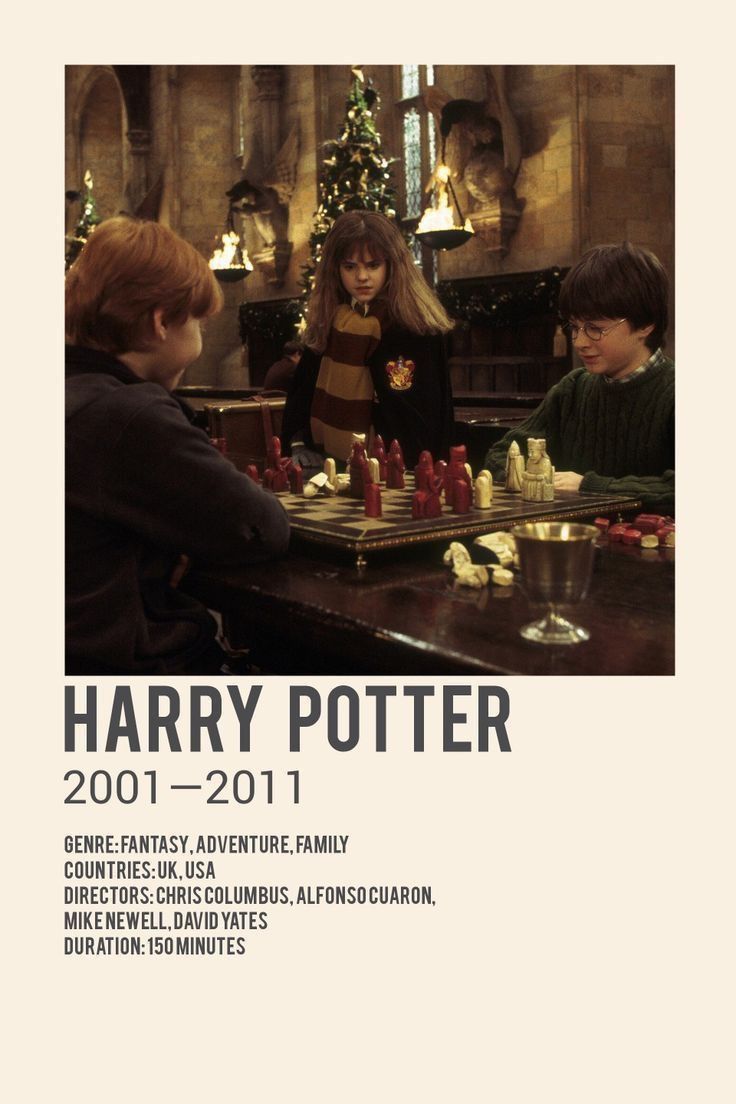 HARRY POTTER
2001—2011
GENRE: FANTASY, ADVENTURE, FAMILY
COUNTRIES: UK, USA
DIRECTORS: CHRIS COLUMBUS, ALFONSO CUARON,
MIKE NEWELL, DAVID YATES
DURATION: 150 MINUTES